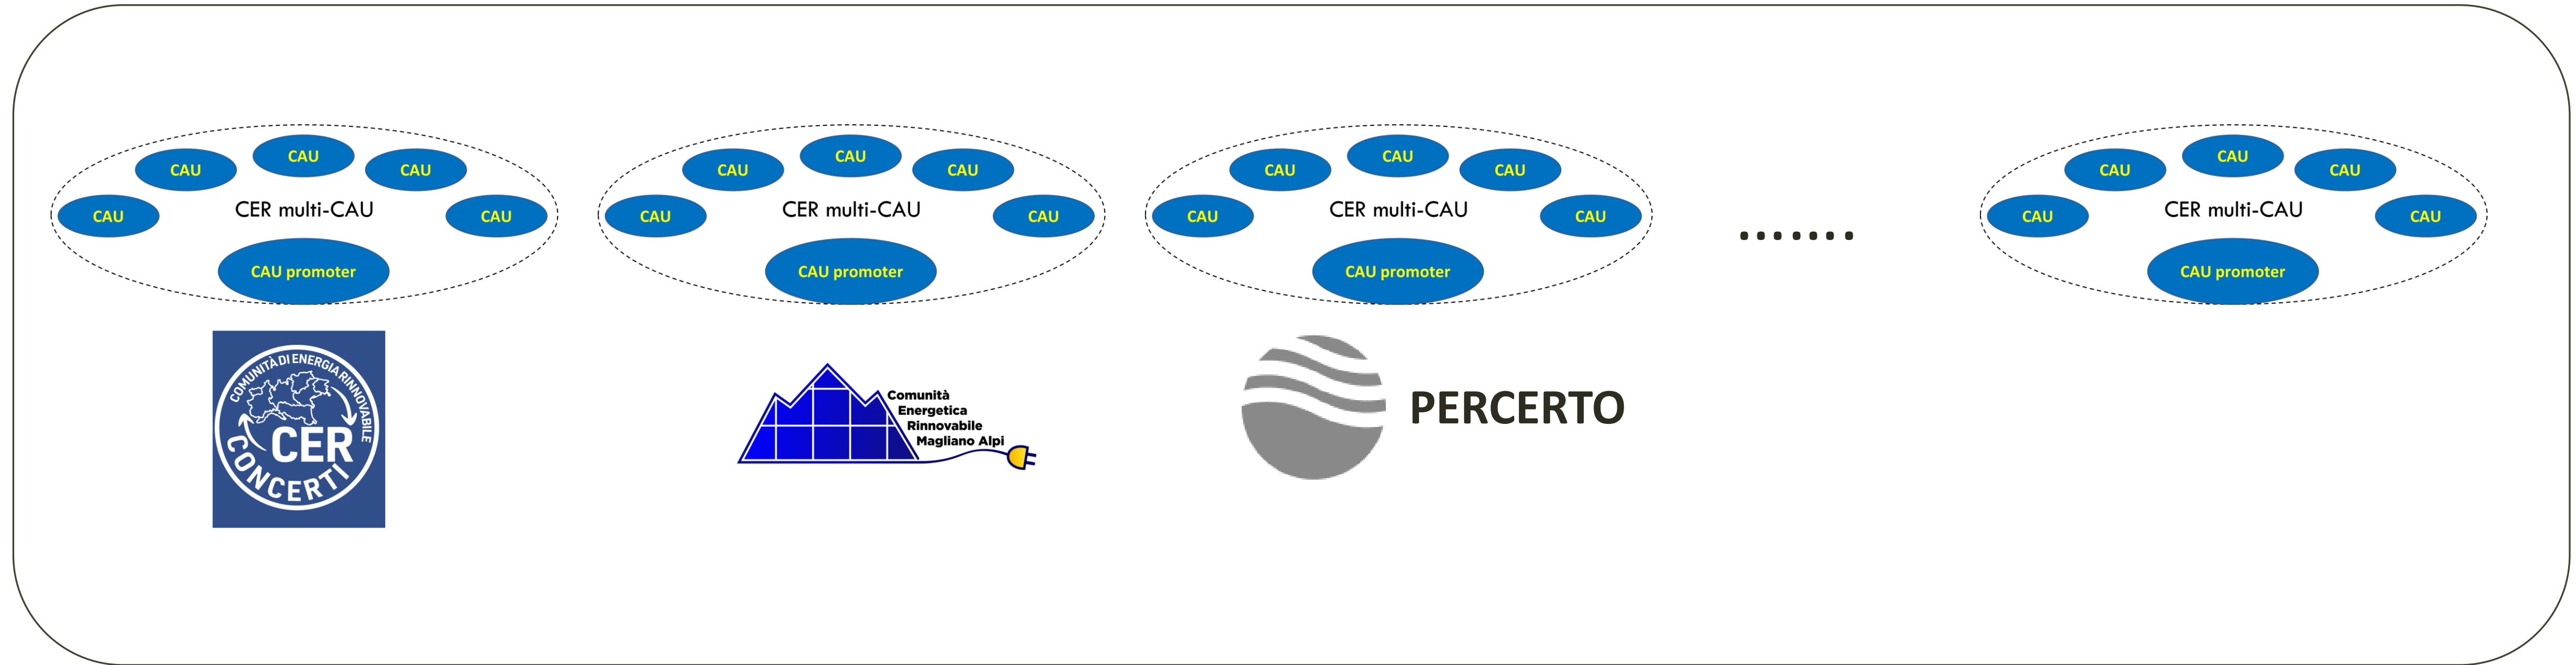 CAU
CAU
CAU
CAU
CAU
CER multi-CAU
CAU promoter
CAU
CAU
CAU
CAU
CAU
CER multi-CAU
CAU promoter
CAU
CAU
CAU
CAU
CAU
CER multi-CAU
CAU promoter
.......
CAU
CAU
CAU
CAU
CAU
CER multi-CAU
CAU promoter
COMUNITÀ DI ENERGIA RINNOVABILE
CER
CONCERTI
Comunità
Energetica
Rinnovabile
Magliano Alpi
PERCERTO